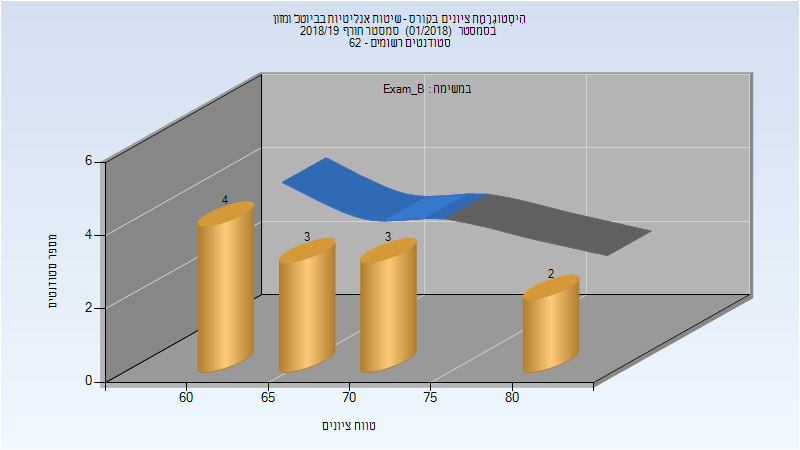 היסטוגרמת ציונים בקורס - שיטות אנליטיות בביוטכ' ומזון
בסמסטר (01/2018) סמסטר חורף 2018/19
סטודנטים רשומים - 62
במשימה : Exam_B
6
4
2
0
4
3
3
2
60
65
70
75
80
מספר סטודנטים
טווח ציונים